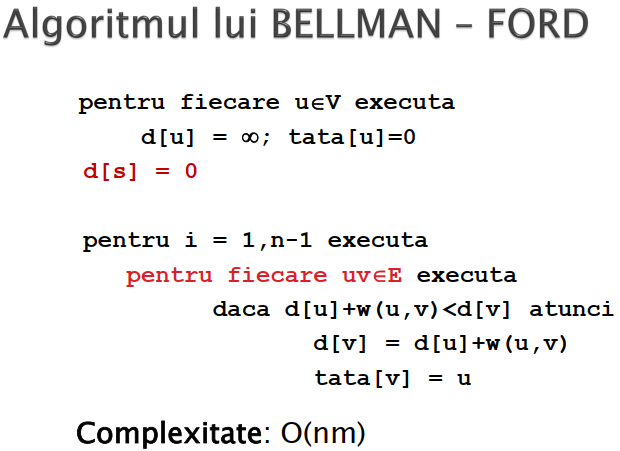 Algoritmul lui BELLMAN – FORD
pentru fiecare u∈V executa
d[u] = ∞; tata[u]=0
d[s] = 0
pentru i = 1,n-1 executa
pentru fiecare uv∈E executa
daca d[u]+w(u,v)<d[v] atunci
d[v] = d[u]+w(u,v)
tata[v] = u
Complexitate: O(nm)